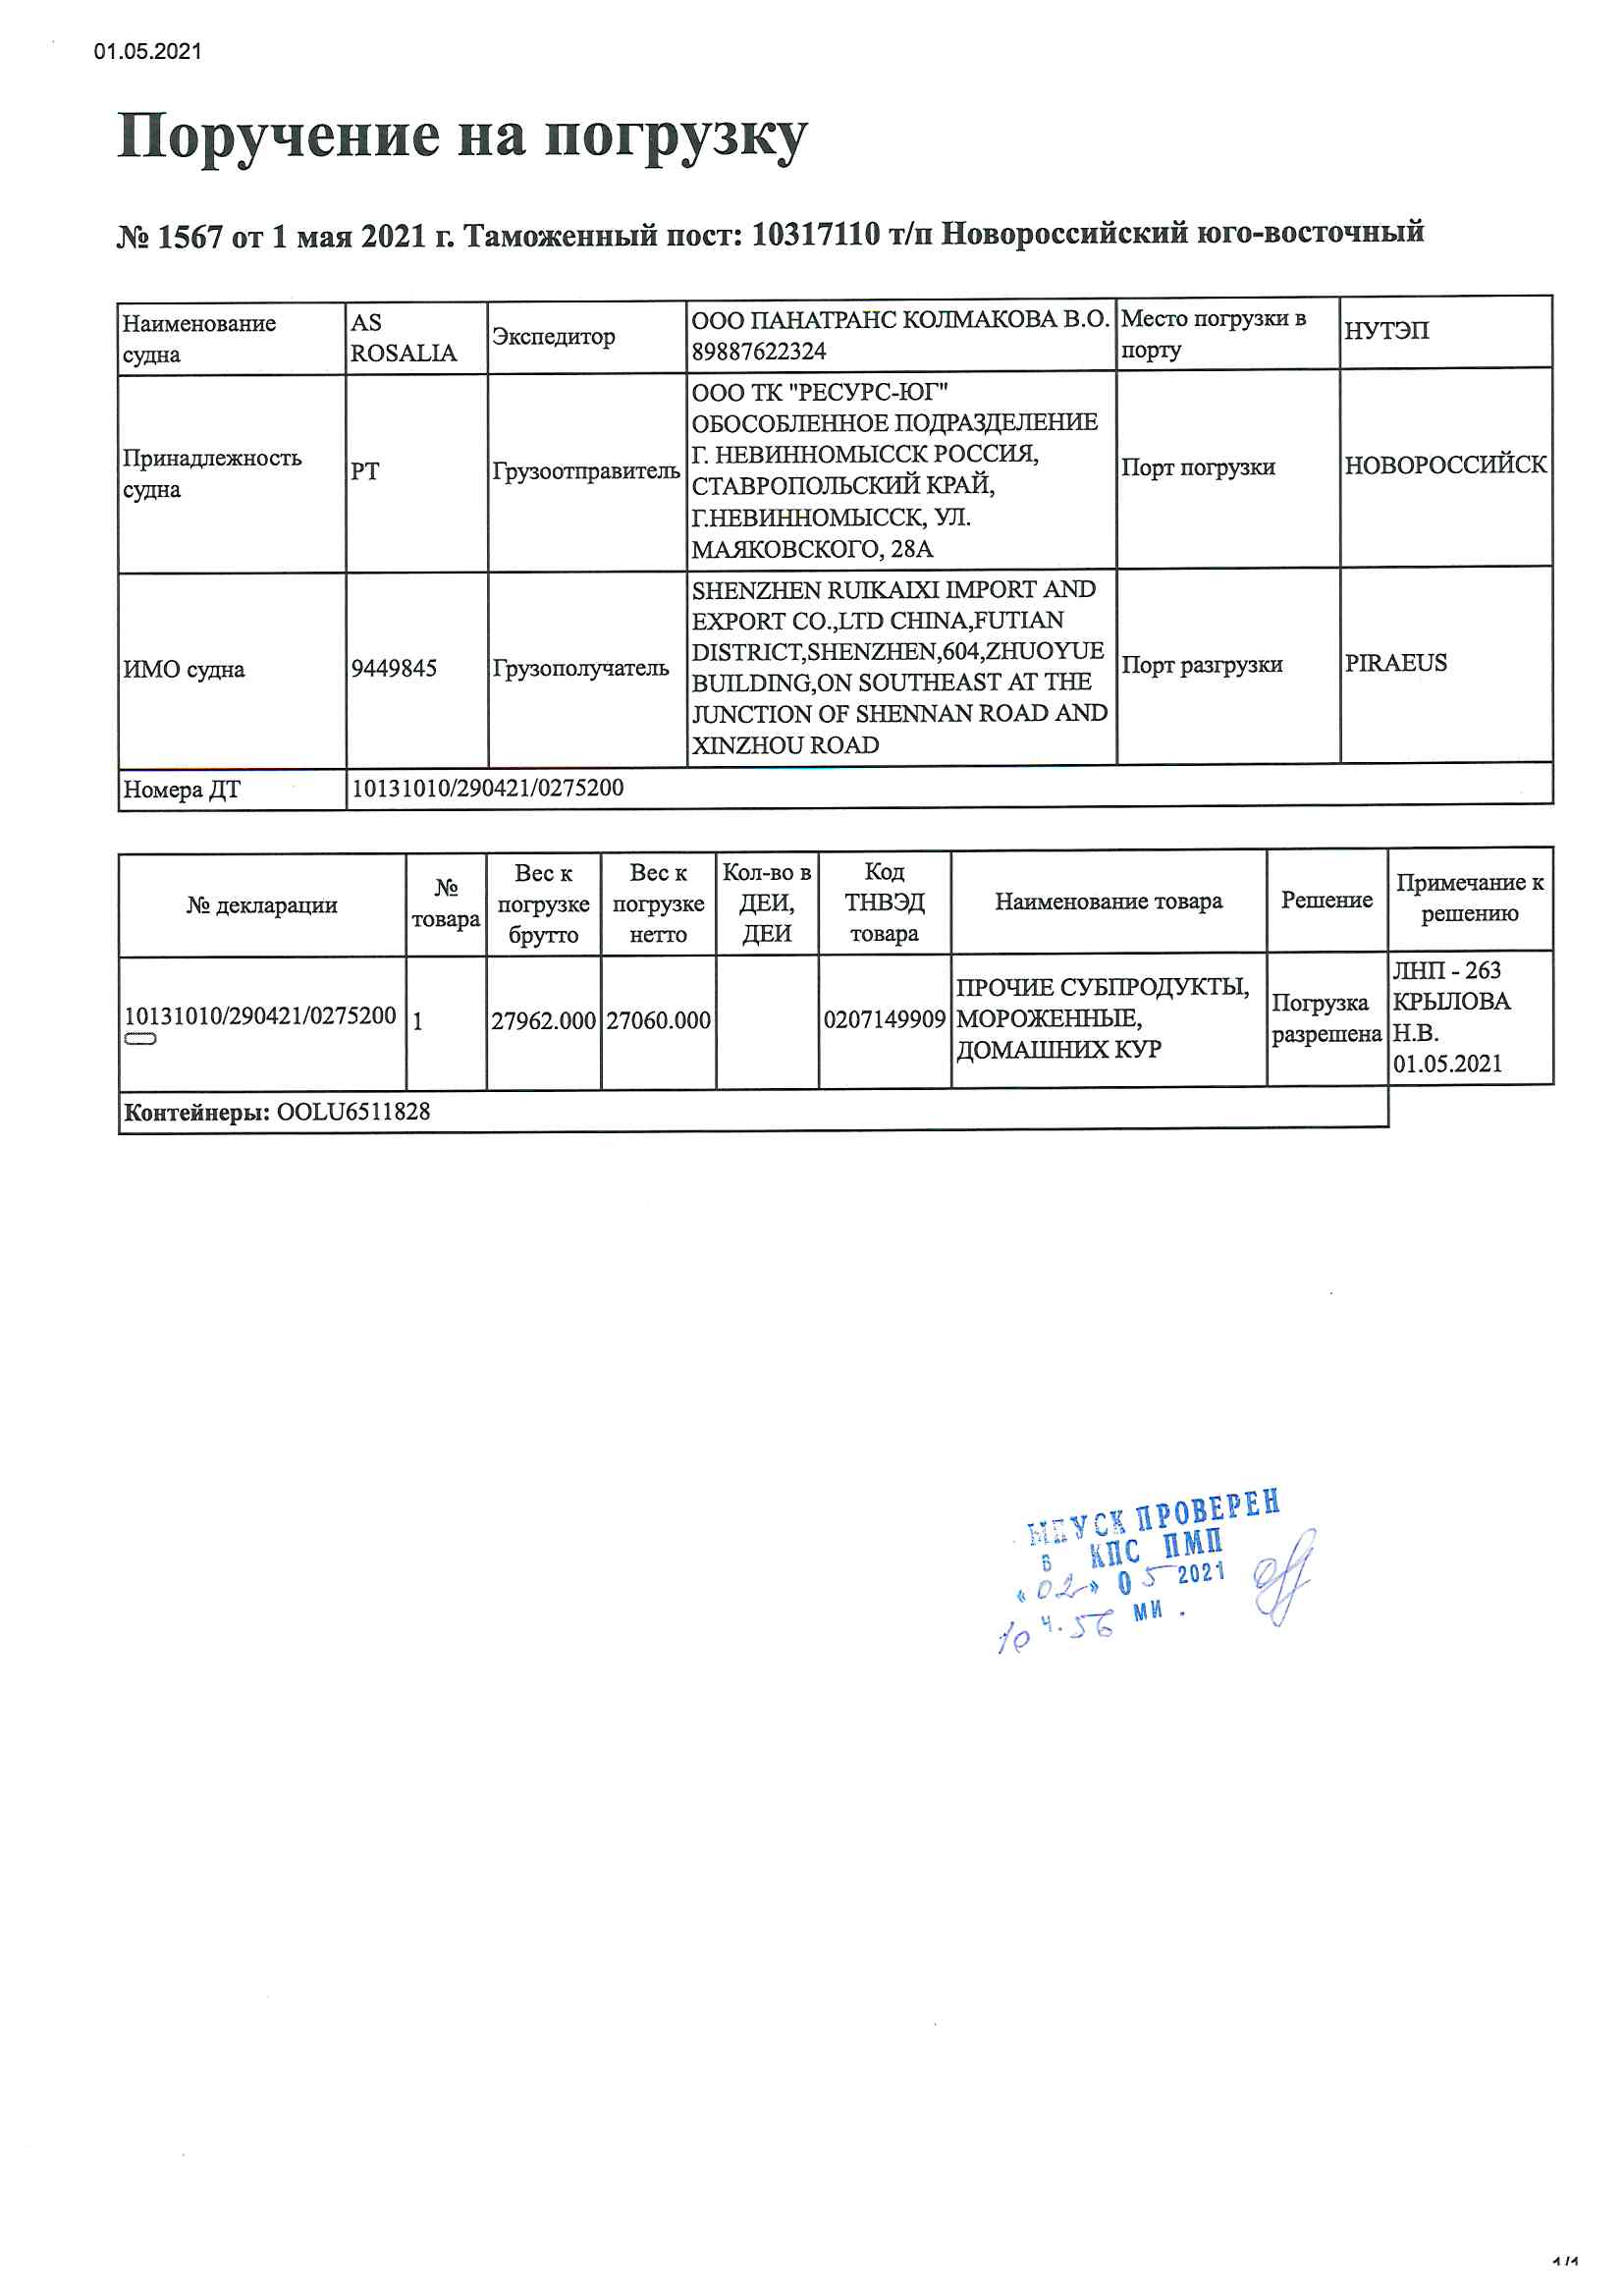 01.05.2021
Поручение на погрузку
№ 1567 от 1 мая 2021 г. Таможенный пост: 10317110 т/п Новороссийский юго-восточный
Наименование судна
AS ROSALIA
Экспедитор
ООО ПАНАТРАНС КОЛМАКОВА В.О.
89887622324
Место погрузки в порту
НУТЭП
Принадлежность судна
PT
Грузоотправитель
ООО ТК "РЕСУРС-ЮГ"
ОБОСОБЛЕННОЕ ПОДРАЗДЕЛЕНИЕ
Г. НЕВИННОМЫССК РОССИЯ,
СТАВРОПОЛЬСКИЙ КРАЙ,
Г.НЕВИННОМЫССК, УЛ.
МАЯКОВСКОГО, 28А
Порт погрузки
НОВОРОССИЙСК
ИМО судна
9449845
Грузополучатель
SHENZHEN RUIKAIXI IMPORT AND
EXPORT CO.,LTD CHINA,FUTIAN
DISTRICT,SHENZHEN,604,ZHUOYUE
BUILDING,ON SOUTHEAST AT THE
JUNCTION OF SHENNAN ROAD AND
XINZHOU ROAD
Порт разгрузки
PIRAEUS
Номера ДТ
10131010/290421/0275200
№ декларации
№ товара
Вес к погрузке брутто
Вес к погрузке нетто
Кол-во в ДЕИ, ДЕИ
Код ТНВЭД товара
Наименование товара
Решение
Примечание к решению
10131010/290421/0275200
1
27962.000
27060.000
0207149909
ПРОЧИЕ СУБПРОДУКТЫ,
МОРОЖЕННЫЕ,
ДОМАШНИХ КУР
Погрузка разрешена
ЛНП - 263
КРЫЛОВА
Н.В.
01.05.2021
Контейнеры: OOLU6511828
ЫПУСК ПРОВЕРЕН
В КПС ПМП
«02» 05 2021
10 ч. 56 МИ .
1/1